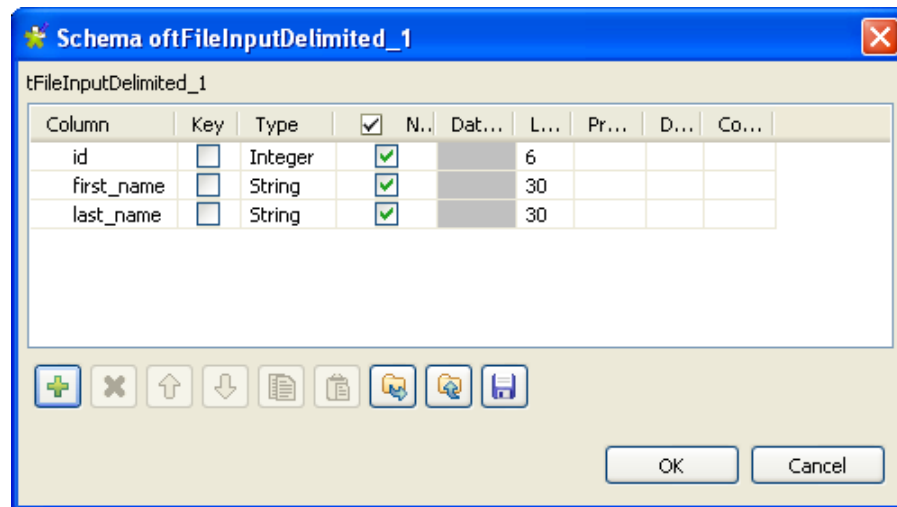 Schema oftFileInputDelimited_1
tFileInputDelimited_1
Column Key Type N.. Dat... L... Pr... D... Co...
id Integer 6
first_name String 30
last_name String 30
OK Cancel